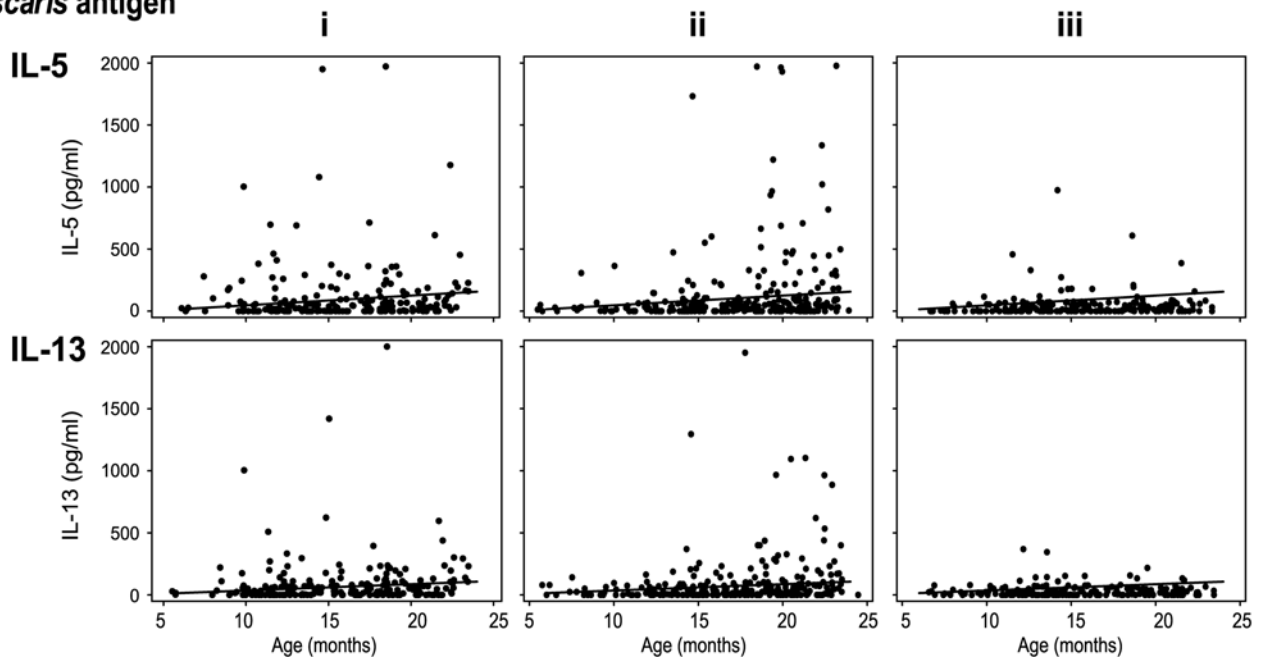 scaris antigen
i ii iii
IL-5
IL-5 (pg/ml)
2000
1500
1000
500
0
IL-13
IL-13 (pg/ml)
2000
1500
1000
500
0
5 10 15 20 25 5 10 15 20 25 5 10 15 20 25
Age (months) Age (months) Age (months)